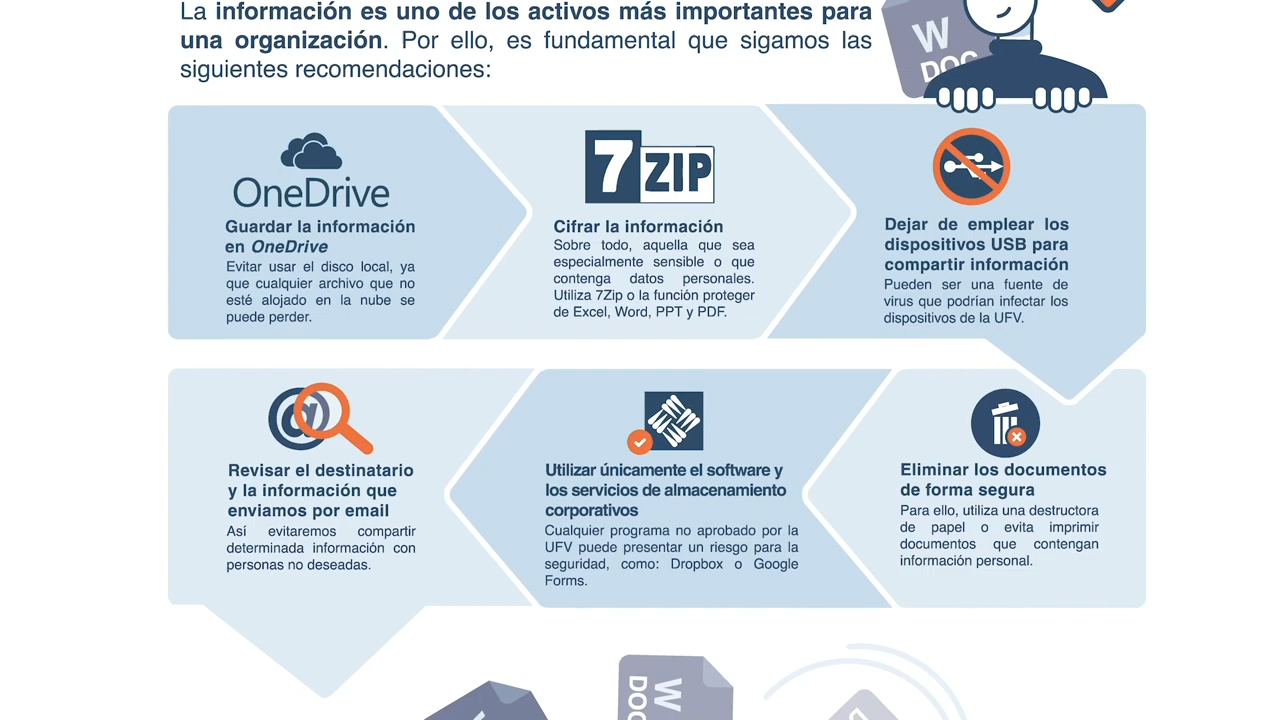 La información es uno de los activos más importantes para
una organización. Por ello, es fundamental que sigamos las
siguientes recomendaciones:
W
DOC
OneDrive
Guardar la información
en OneDrive
Evitar usar el disco local, ya
que cualquier archivo que no
esté alojado en la nube se
puede perder.
7ZIP
Cifrar la información
Sobre todo, aquella que sea
especialmente sensible o que
contenga datos personales.
Utiliza 7Zip o la función proteger
de Excel, Word, PPT y PDF.
Dejar de emplear los
dispositivos USB para
compartir información
Pueden ser una fuente de
virus que podrían infectar los
dispositivos de la UFV.
Eliminar los documentos
de forma segura
Para ello, utiliza una destructora
de papel o evita imprimir
documentos que contengan
información personal.
Utilizar únicamente el software y
los servicios de almacenamiento
corporativos
Cualquier programa no aprobado por la
UFV puede presentar un riesgo para la
seguridad, como: Dropbox o Google
Forms.
@
Revisar el destinatario
y la información que
enviamos por email
Así evitaremos compartir
determinada información con
personas no deseadas.
W
DOC